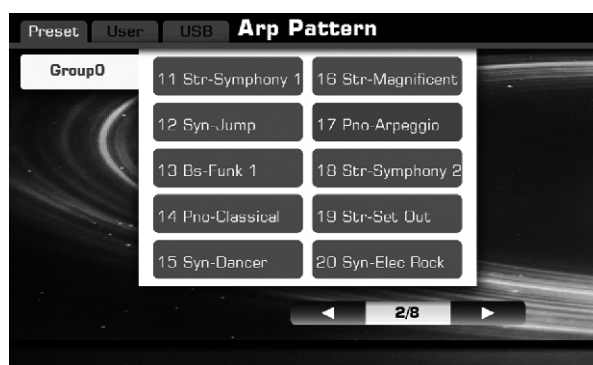 Preset User USB Arp Pattern
Group0
11 Str-Symphony 1 16 Str-Magnificent
12 Syn-Jump 17 Pno-Arpeggio
13 Bs-Funk 1 18 Str-Symphony 2
14 Pno-Classical 19 Str-Set Out
15 Syn-Dancer 20 Syn-Elec Rock
2/8